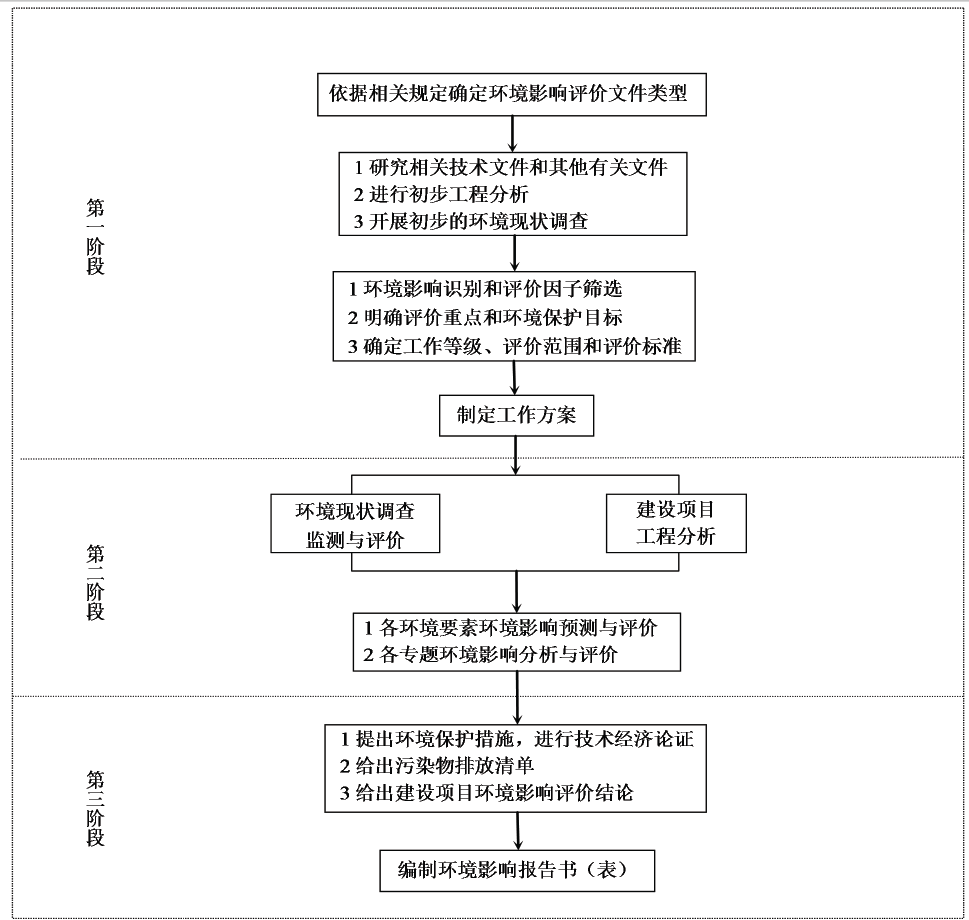 依据相关规定确定环境影响评价文件类型
第一阶段
1 研究相关技术文件和其他有关文件
2 进行初步工程分析
3 开展初步的环境现状调查
1 环境影响识别和评价因子筛选
2 明确评价重点和环境保护目标
3 确定工作等级、评价范围和评价标准
制定工作方案
第二阶段
环境现状调查
监测与评价
建设项目
工程分析
1 各环境要素环境影响预测与评价
2 各专题环境影响分析与评价
第三阶段
1 提出环境保护措施，进行技术经济论证
2 给出污染物排放清单
3 给出建设项目环境影响评价结论
编制环境影响报告书（表）